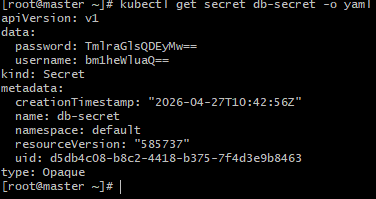 [root@master ~]# kubectl get secret db-secret -o yaml
apiVersion: v1
data:
  password: TmlraGlsQDEyMw==
  username: bm1heWluaQ==
kind: Secret
metadata:
  creationTimestamp: "2026-04-27T10:42:56Z"
  name: db-secret
  namespace: default
  resourceVersion: "585737"
  uid: d5db4c08-b8c2-4418-b375-7f4d3e9b8463
type: Opaque
[root@master ~]#